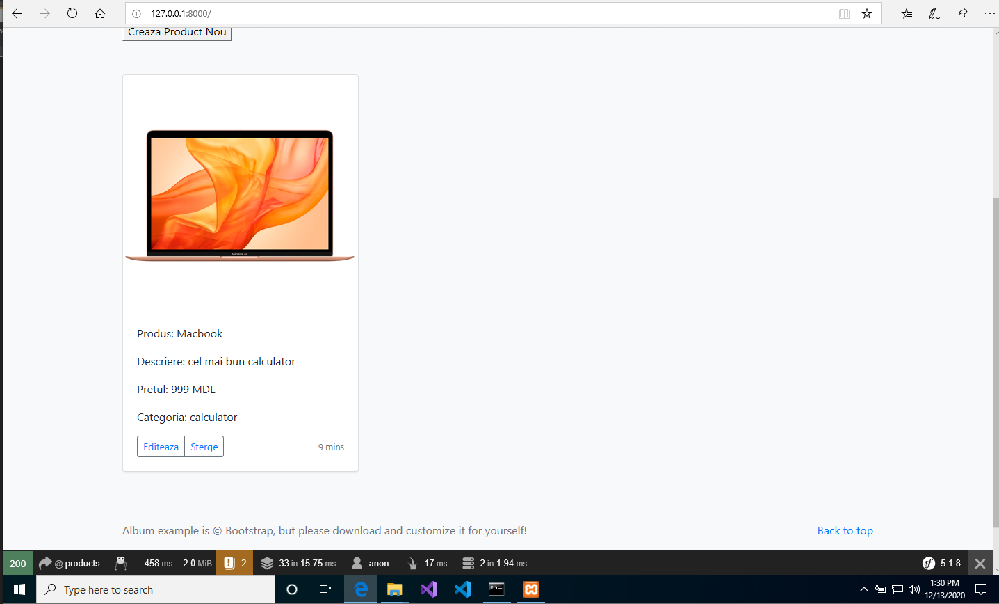 127.0.0.1:8000/
Creaza Product Nou
MacBook Air
Produs: Macbook
Descriere: cel mai bun calculator
Pretul: 999 MDL
Categoria: calculator
Editeaza Sterge 9 mins
Album example is © Bootstrap, but please download and customize it for yourself! Back to top
200 @ products 458 ms 2.0 MiB 2 33 in 15.75 ms anon. 17 ms 2 in 1.94 ms sf 5.1.8
Type here to search
1:30 PM
12/13/2020